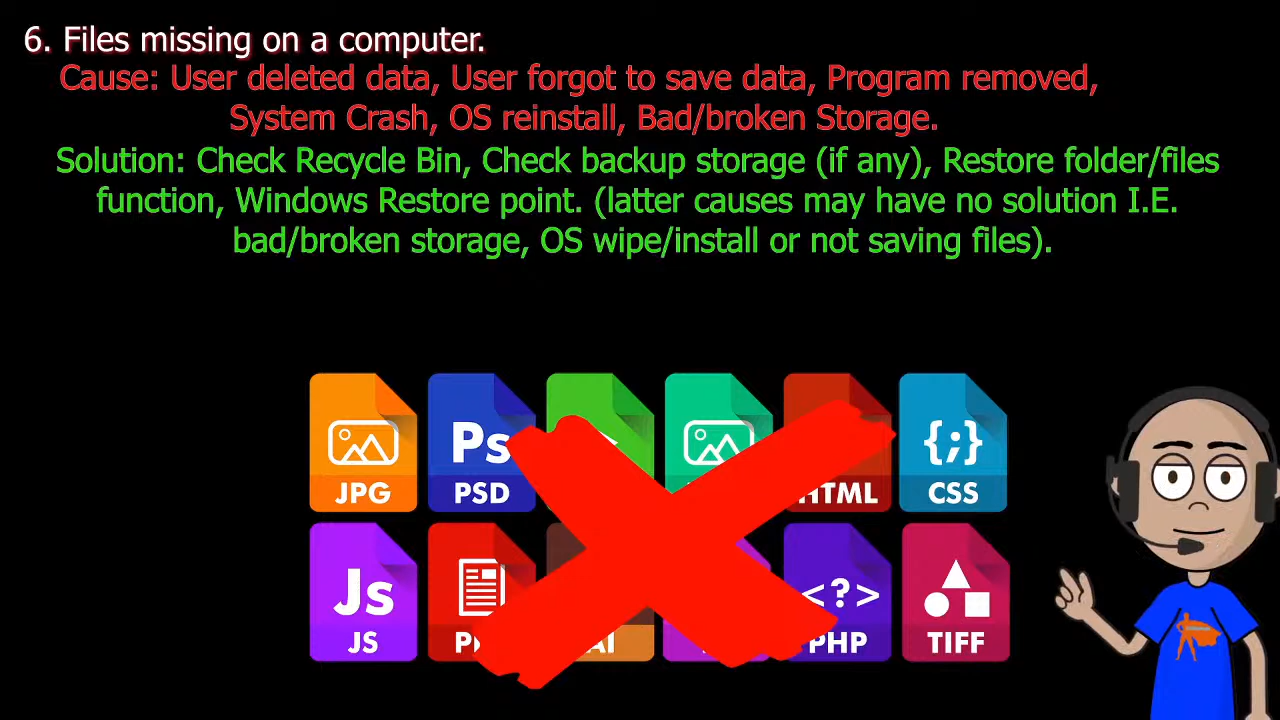 6. Files missing on a computer.
Cause: User deleted data, User forgot to save data, Program removed,
System Crash, OS reinstall, Bad/broken Storage.
Solution: Check Recycle Bin, Check backup storage (if any), Restore folder/files
function, Windows Restore point. (latter causes may have no solution I.E.
bad/broken storage, OS wipe/install or not saving files).
Ps
{;}
JPG PSD HTML CSS
Js
<?>
JS AI PHP TIFF